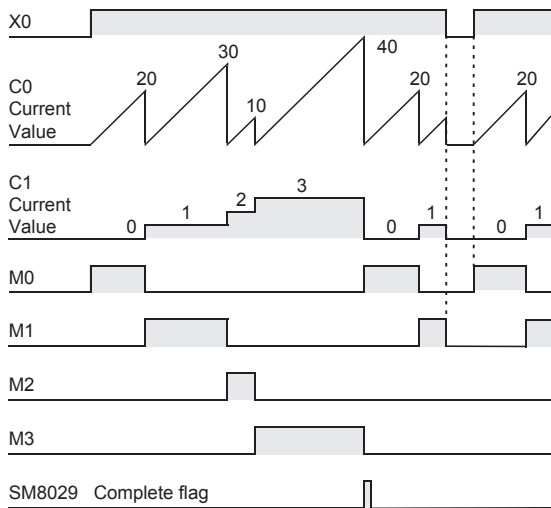 X0
30
40
20
20
20
10
C0
Current
Value
C1
Current
Value
0
1
2
3
0
1
0
1
M0
M1
M2
M3
SM8029 Complete flag